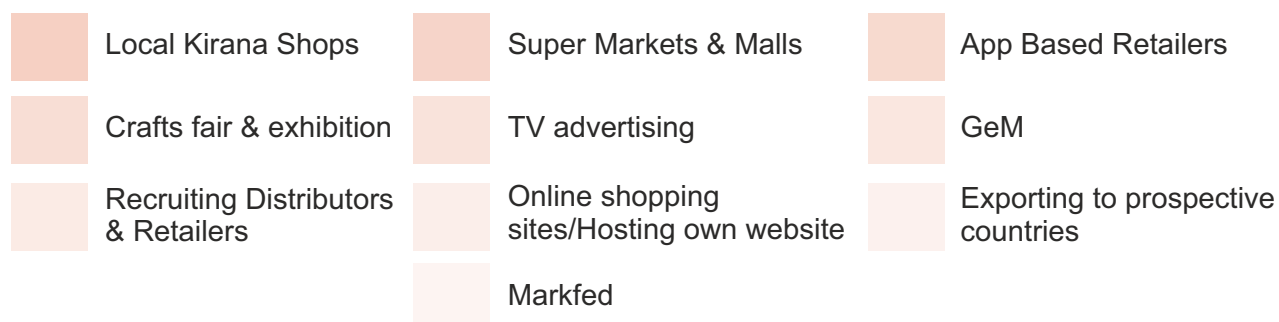 Local Kirana Shops
Super Markets & Malls
App Based Retailers
Crafts fair & exhibition
TV advertising
GeM
Recruiting Distributors
& Retailers
Online shopping
sites/Hosting own website
Exporting to prospective
countries
Markfed